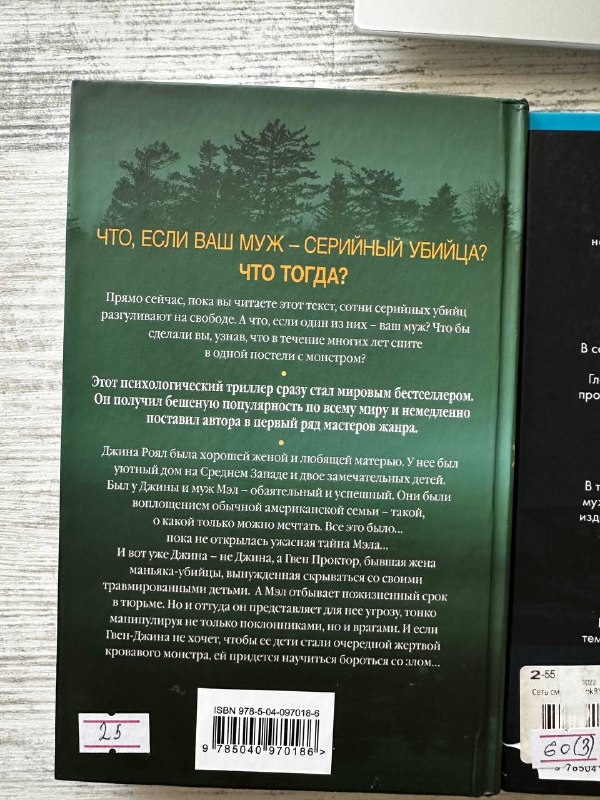 ЧТО, ЕСЛИ ВАШ МУЖ – СЕРИЙНЫЙ УБИЙЦА?
ЧТО ТОГДА?
Прямо сейчас, пока вы читаете этот текст, сотни серийных убийц
разгуливают на свободе. А что, если один из них – ваш муж? Что бы
сделали вы, узнав, что в течение многих лет спите
в одной постели с монстром?
Этот психологический триллер сразу стал мировым бестселлером.
Он получил бешеную популярность по всему миру и немедленно
поставил автора в первый ряд мастеров жанра.
Джина Роял была хорошей женой и любящей матерью. У нее был
уютный дом на Среднем Западе и двое замечательных детей.
Был у Джины и муж Мэл – обаятельный и успешный. Они были
воплощением обычной американской семьи – такой,
о какой только можно мечтать. Все это было...
пока не открылась ужасная тайна Мэла...
И вот уже Джина – не Джина, а Гвен Проктор, бывшая жена
маньяка-убийцы, вынужденная скрываться со своими
травмированными детьми. А Мэл отбывает пожизненный срок
в тюрьме. Но и оттуда он представляет для нее угрозу, тонко
манипулируя не только поклонниками, но и врагами. И если
Гвен-Джина не хочет, чтобы ее дети стали очередной жертвой
кровавого монстра, ей придется научиться бороться со злом...
ISBN 978-5-04-097018-6
9 785040 970186 >
25
В се
Гл
про
В т
муж
изд
тем
2-55
2022
Сеть см
60(3)